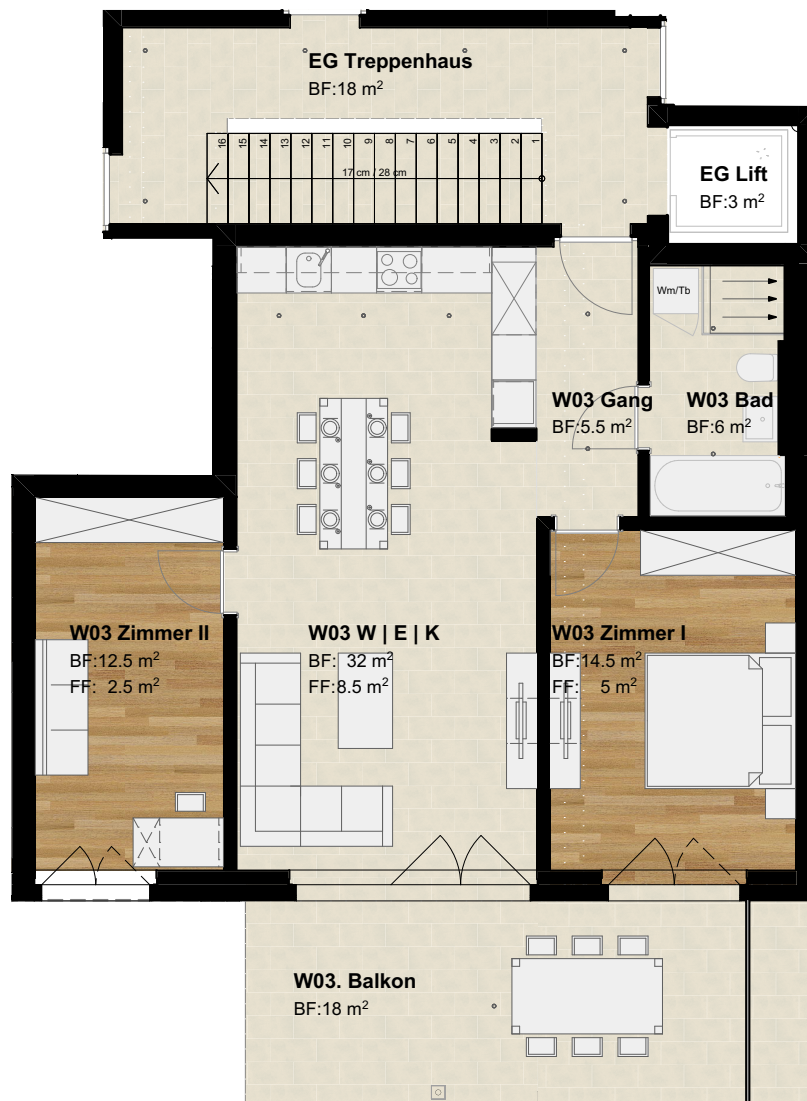 EG Treppenhaus
BF:18 m²
16 15 14 13 12 11 10 9 8 7 6 5 4 3 2 1
17 cm / 28 cm
EG Lift
BF:3 m²
Wm/Tb
W03 Gang
BF:5.5 m²
W03 Bad
BF:6 m²
W03 Zimmer II
BF:12.5 m²
FF: 2.5 m²
W03 W | E | K
BF: 32 m²
FF:8.5 m²
W03 Zimmer I
BF:14.5 m²
FF: 5 m²
W03. Balkon
BF:18 m²